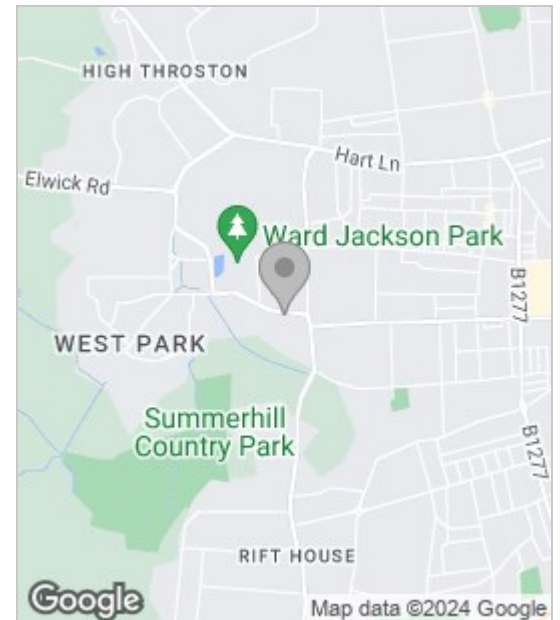 HIGH THROSTON
Hart Ln
Elwick Rd
Ward Jackson Park
B1277
WEST PARK
Summerhill
Country Park
B1277
RIFT HOUSE
Google
Map data ©2024 Google